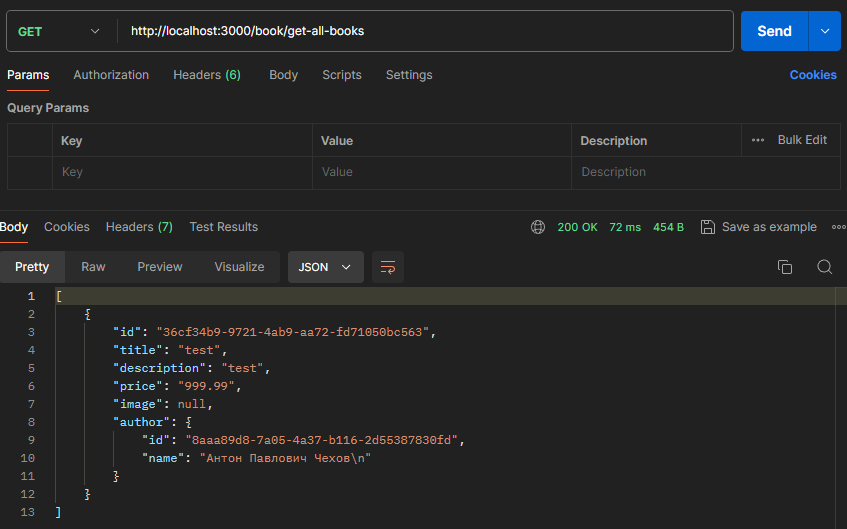 GET http://localhost:3000/book/get-all-books Send
Params Authorization Headers (6) Body Scripts Settings Cookies
Query Params
Key Value Description ••• Bulk Edit
Key Value Description
Body Cookies Headers (7) Test Results 200 OK 72 ms 454 B Save as example
Pretty Raw Preview Visualize JSON
1 [
2 {
3 "id": "36cf34b9-9721-4ab9-aa72-fd71050bc563",
4 "title": "test",
5 "description": "test",
6 "price": "999.99",
7 "image": null,
8 "author": {
9 "id": "8aaa89d8-7a05-4a37-b116-2d55387830fd",
10 "name": "Антон Павлович Чехов\n"
11 }
12 }
13 ]